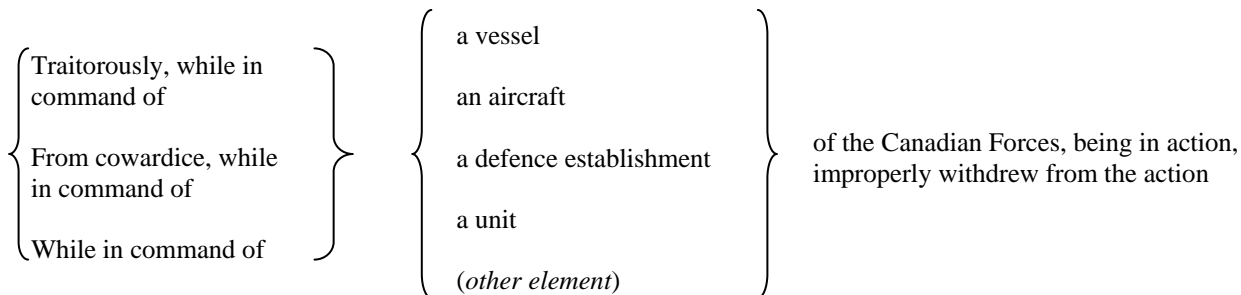 Traitorously, while in
command of
From cowardice, while
in command of
While in command of
a vessel
an aircraft
a defence establishment
a unit
(other element)
of the Canadian Forces, being in action,
improperly withdrew from the action